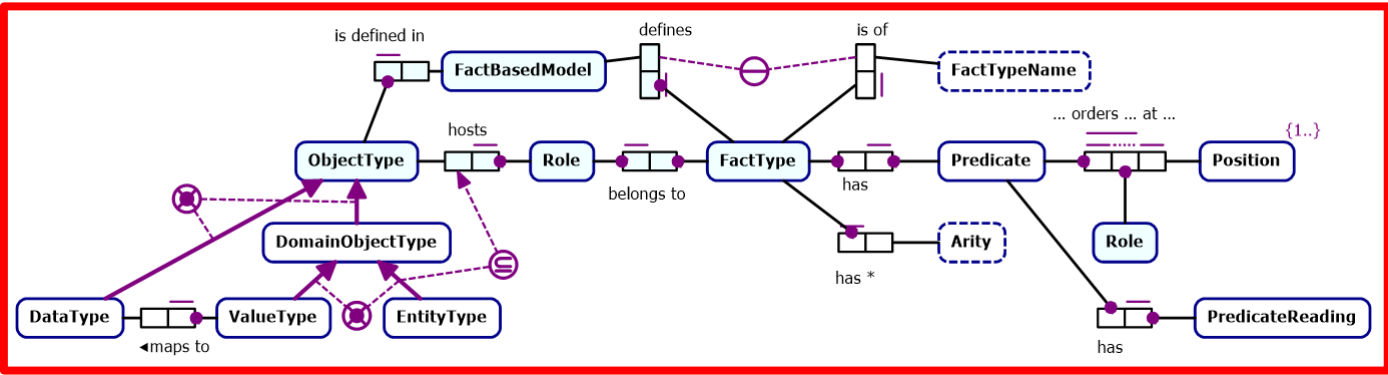 defines
is of
is defined in
FactBasedModel
FactTypeName
... orders ... at ...
{1..}
hosts
ObjectType
Role
FactType
Predicate
Position
has
belongs to
DomainObjectType
Arity
Role
⊆
has *
DataType
ValueType
EntityType
PredicateReading
◄maps to
has